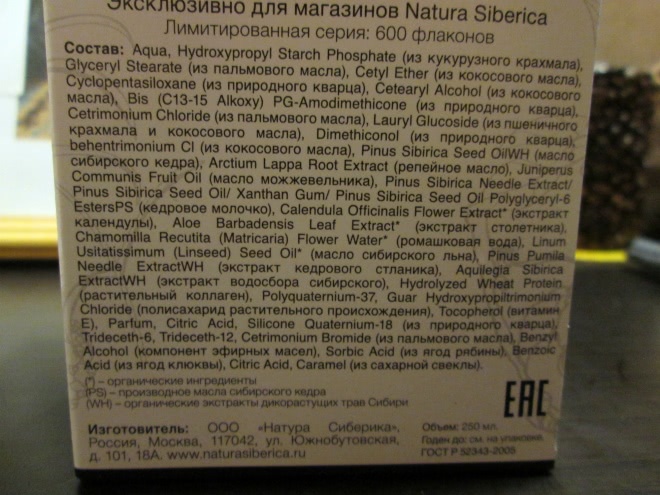 Эксклюзивно для магазинов Natura Siberica
Лимитированная серия: 600 флаконов
Состав: Aqua, Hydroxypropyl Starch Phosphate (из кукурузного крахмала),
Glyceryl Stearate (из пальмового масла), Cetyl Ether (из кокосового масла),
Cyclopentasiloxane (из природного кварца), Cetearyl Alcohol (из кокосового
масла), Bis (C13-15 Alkoxy) PG-Amodimethicone (из природного кварца),
Cetrimonium Chloride (из пальмового масла), Lauryl Glucoside (из пшеничного
крахмала и кокосового масла), Dimethiconol (из природного кварца),
behentrimonium Cl (из кокосового масла), Pinus Sibirica Seed OilWH (масло
сибирского кедра), Arctium Lappa Root Extract (репейное масло), Juniperus
Communis Fruit Oil (масло можжевельника), Pinus Sibirica Needle Extract/
Pinus Sibirica Seed Oil/ Xanthan Gum/ Pinus Sibirica Seed Oil Polyglyceryl-6
EstersPS (кедровое молочко), Calendula Officinalis Flower Extract* (экстракт
календулы), Aloe Barbadensis Leaf Extract* (экстракт столетника),
Chamomilla Recutita (Matricaria) Flower Water* (ромашковая вода), Linum
Usitatissimum (Linseed) Seed Oil* (масло сибирского льна), Pinus Pumila
Needle ExtractWH (экстракт кедрового стланика), Aquilegia Sibirica
ExtractWH (экстракт водосбора сибирского), Hydrolyzed Wheat Protein
(растительный коллаген), Polyquaternium-37, Guar Hydroxypropiltrimonium
Chloride (полисахарид растительного происхождения), Tocopherol (витамин
E), Parfum, Citric Acid, Silicone Quaternium-18 (из природного кварца),
Trideceth-6, Trideceth-12, Cetrimonium Bromide (из пальмового масла), Benzyl
Alcohol (компонент эфирных масел), Sorbic Acid (из ягод рябины), Benzoic
Acid (из ягод клюквы), Citric Acid, Caramel (из сахарной свеклы).
(*) – органические ингредиенты
(PS) – производное масла сибирского кедра
(WH) – органические экстракты дикорастущих трав Сибири
EAC
Изготовитель: ООО «Натура Сиберика»,
Россия, Москва, 117042, ул. Южнобутовская,
д. 101, 18А. www.naturasiberica.ru
Объем: 250 мл.
Годен до: см. на упаковке.
ГОСТ Р 52343-2005